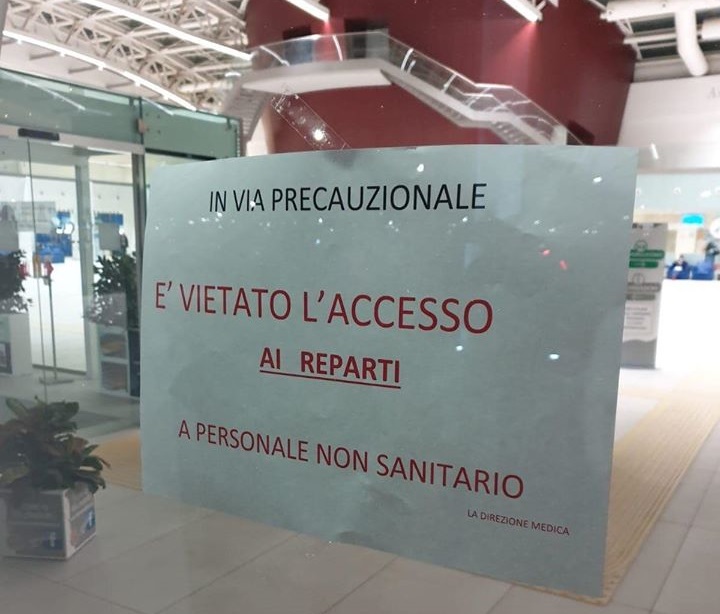 IN VIA PRECAUZIONALE
E' VIETATO L'ACCESSO
AI REPARTI
A PERSONALE NON SANITARIO
LA DIREZIONE MEDICA